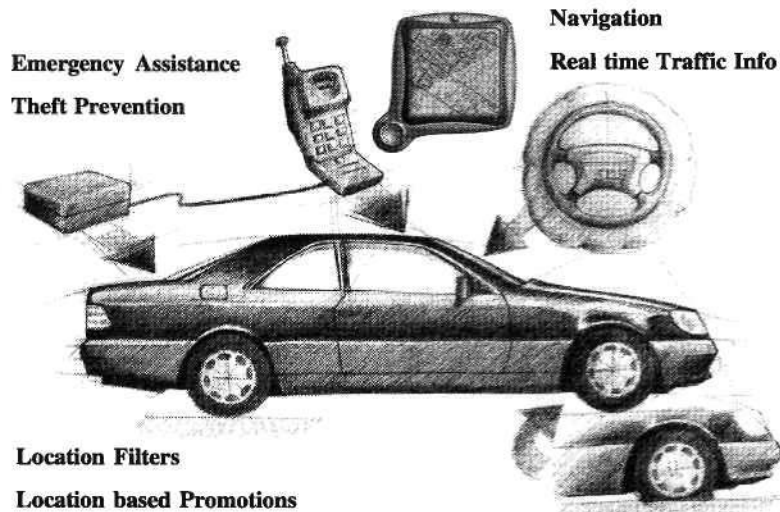 Emergency Assistance
Theft Prevention
Navigation
Real time Traffic Info
Location Filters
Location based Promotions